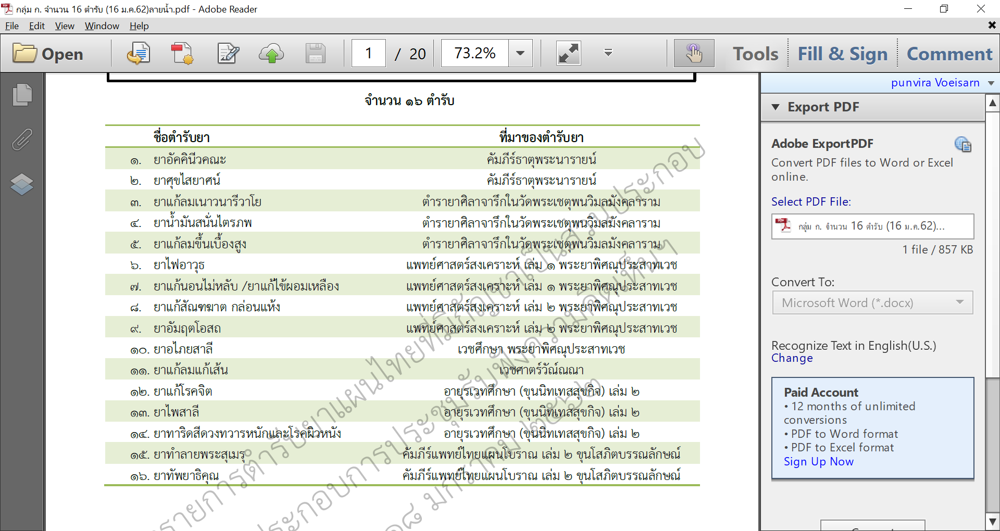 กลุ่ม ก. จำนวน 16 ตำรับ (16 ม.ค.62)ลายน้ำ.pdf - Adobe Reader
File Edit View Window Help
Open 1 / 20 73.2% Tools Fill & Sign Comment
punvira Voeisarn
จำนวน ๑๖ ตำรับ
ชื่อตำรับยา ที่มาของตำรับยา
๑. ยาอัคคินีวคณะ คัมภีร์ธาตุพระนารายน์
๒. ยาศุขไสยาศน์ คัมภีร์ธาตุพระนารายน์
๓. ยาแก้ลมเนาวนารีวาโย ตำรายาศิลาจารึกในวัดพระเชตุพนวิมลมังคลาราม
๔. ยาน้ำมันสนั่นไตรภพ ตำรายาศิลาจารึกในวัดพระเชตุพนวิมลมังคลาราม
๕. ยาแก้ลมขึ้นเบื้องสูง ตำรายาศิลาจารึกในวัดพระเชตุพนวิมลมังคลาราม
๖. ยาไฟอาวุธ แพทย์ศาสตร์สงเคราะห์ เล่ม ๑ พระยาพิศณุประสาทเวช
๗. ยาแก้นอนไม่หลับ /ยาแก้ไข้ผอมเหลือง แพทย์ศาสตร์สงเคราะห์ เล่ม ๑ พระยาพิศณุประสาทเวช
๘. ยาแก้สัณฑฆาต กล่อนแห้ง แพทย์ศาสตร์สงเคราะห์ เล่ม ๒ พระยาพิศณุประสาทเวช
๙. ยาอัมฤตโอสถ แพทย์ศาสตร์สงเคราะห์ เล่ม ๒ พระยาพิศณุประสาทเวช
๑๐. ยาอไภยสาลี เวชศึกษา พระยาพิศณุประสาทเวช
๑๑. ยาแก้ลมแก้เส้น เวชศาตร์วัณ์ณณา
๑๒. ยาแก้โรคจิต อายุรเวทศึกษา (ขุนนิทเทสสุขกิจ) เล่ม ๒
๑๓. ยาไพสาลี อายุรเวทศึกษา (ขุนนิทเทสสุขกิจ) เล่ม ๒
๑๔. ยาทาริดสีดวงทวารหนักและโรคผิวหนัง อายุรเวทศึกษา (ขุนนิทเทสสุขกิจ) เล่ม ๒
๑๕. ยาทำลายพระสุเมรุ คัมภีร์แพทย์ไทยแผนโบราณ เล่ม ๒ ขุนโสภิตบรรณลักษณ์
๑๖. ยาทัพยาธิคุณ คัมภีร์แพทย์ไทยแผนโบราณ เล่ม ๒ ขุนโสภิตบรรณลักษณ์
รายการตำรับยาแผนไทยที่มีกัญชาเป็นส่วนประกอบ
ประกอบการประชุมรับฟังความคิดเห็นฯ
๑๘ มกราคม ๒๕๖๒
Export PDF
Adobe ExportPDF
Convert PDF files to Word or Excel
online.
Select PDF File:
กลุ่ม ก. จำนวน 16 ตำรับ (16 ม.ค.62)...
1 file / 857 KB
Convert To:
Microsoft Word (*.docx)
Recognize Text in English(U.S.)
Change
Paid Account
• 12 months of unlimited
conversions
• PDF to Word format
• PDF to Excel format
Sign Up Now